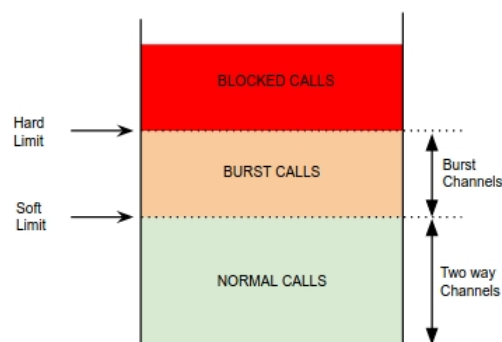 BLOCKED CALLS
Hard
Limit
BURST CALLS
Burst
Channels
Soft
Limit
NORMAL CALLS
Two way
Channels